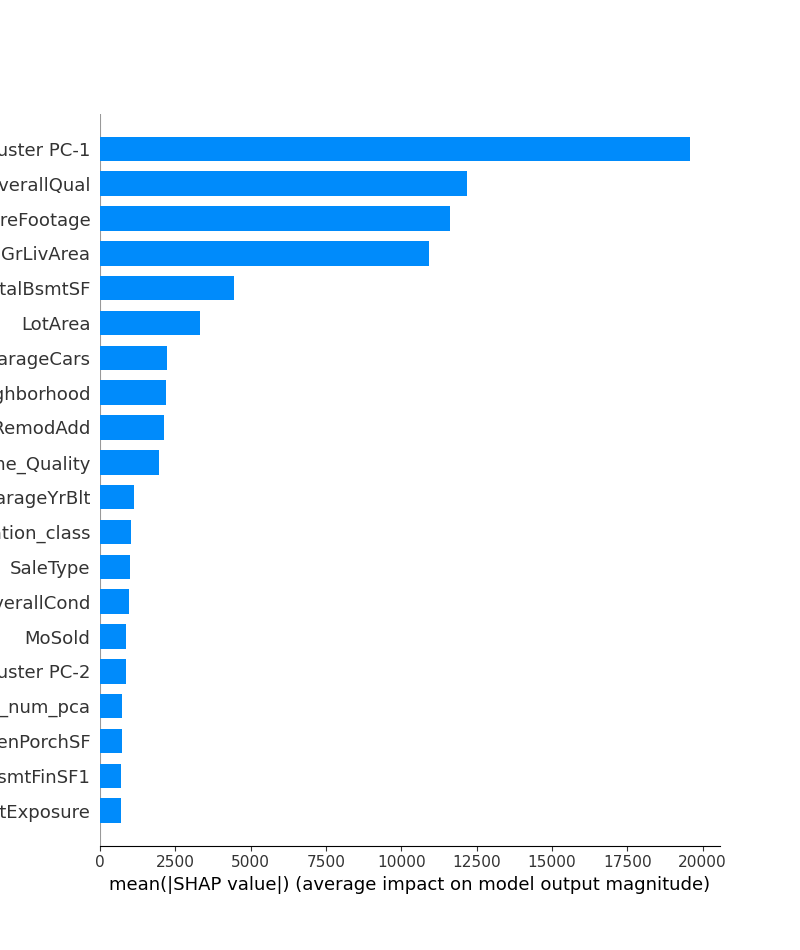 uster PC-1
verallQual
reFootage
GrLivArea
talBsmtSF
LotArea
arageCars
ghborhood
RemodAdd
ne_Quality
arageYrBlt
ation_class
SaleType
verallCond
MoSold
uster PC-2
_num_pca
enPorchSF
smtFinSF1
tExposure
0 2500 5000 7500 10000 12500 15000 17500 20000
mean(|SHAP value|) (average impact on model output magnitude)